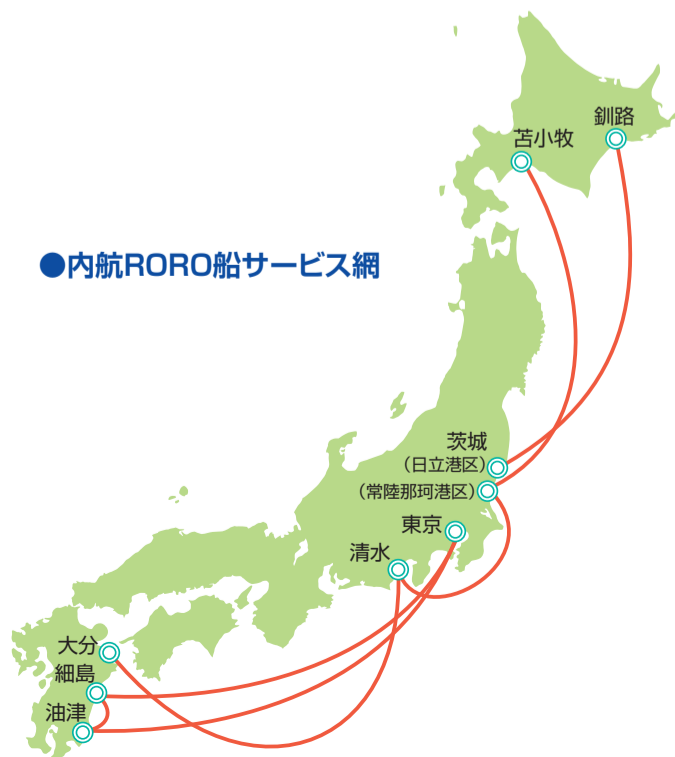 釧路
苫小牧
●内航RORO船サービス網
茨城
（日立港区）
（常陸那珂港区）
東京
清水
大分
細島
油津